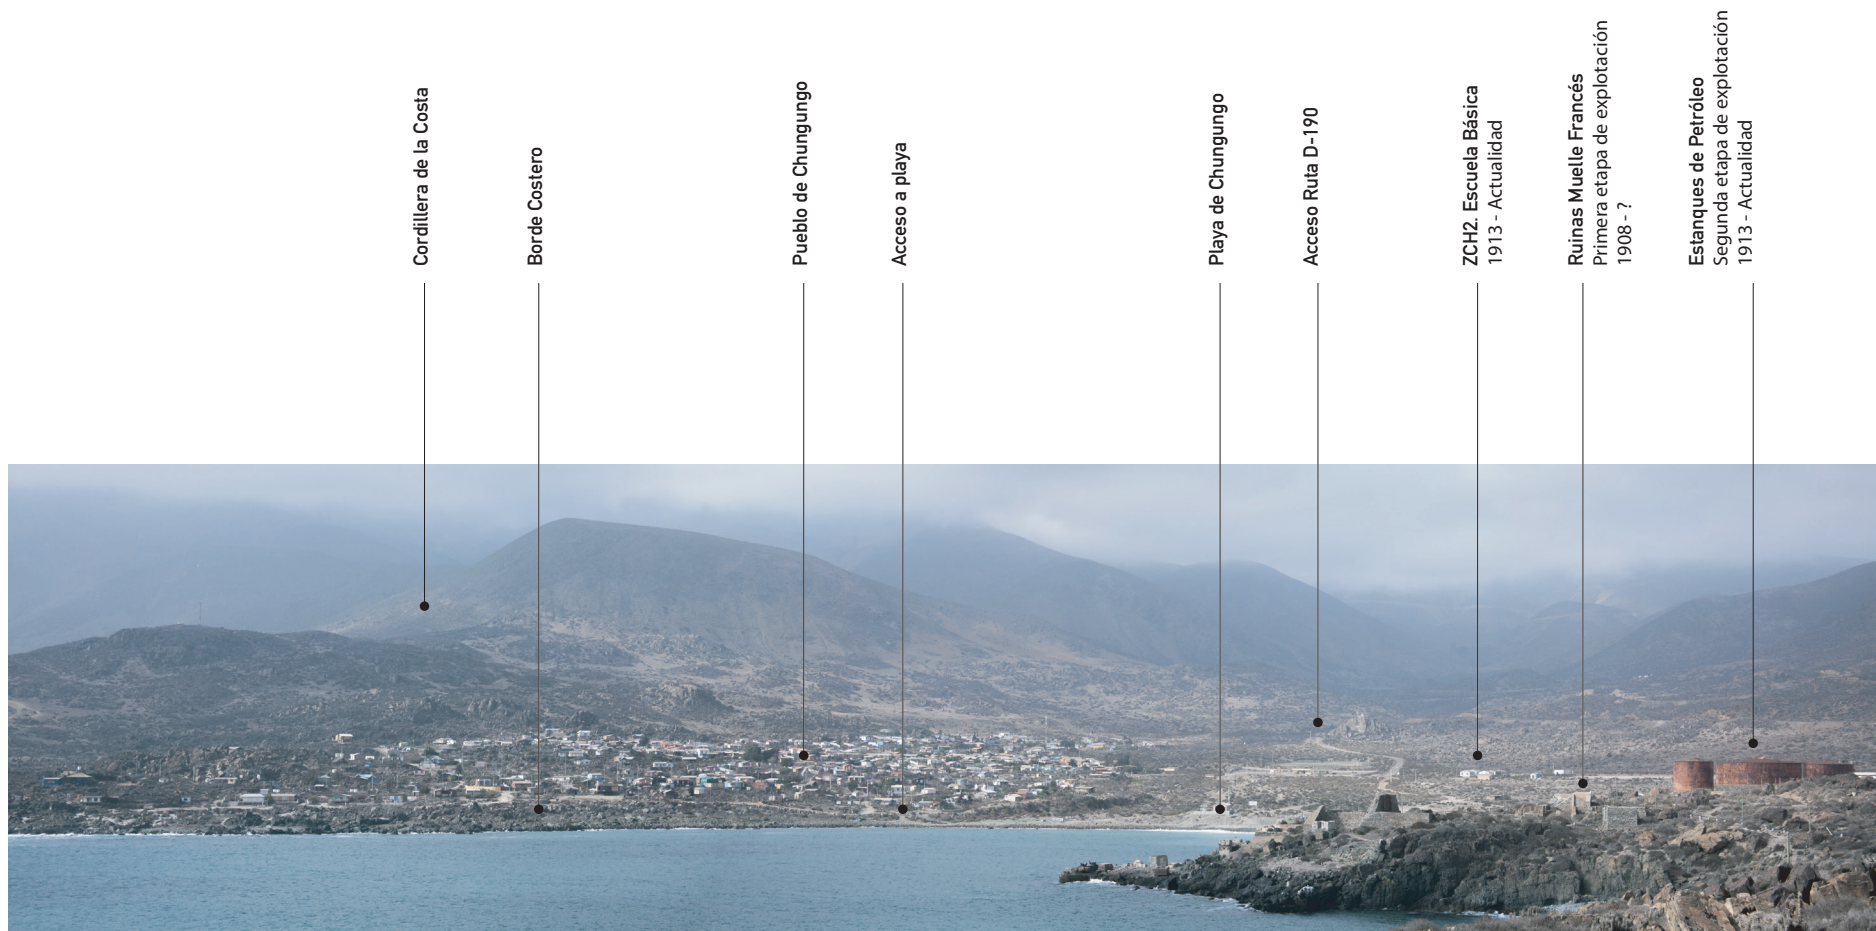 Cordillera de la Costa
Borde Costero
Pueblo de Chungungo
Acceso a playa
Playa de Chungungo
Acceso Ruta D-190
ZCH2. Escuela Básica
1913 - Actualidad
Ruinas Muelle Francés
Primera etapa de explotación
1908 - ?
Estanques de Petróleo
Segunda etapa de explotación
1913 - Actualidad